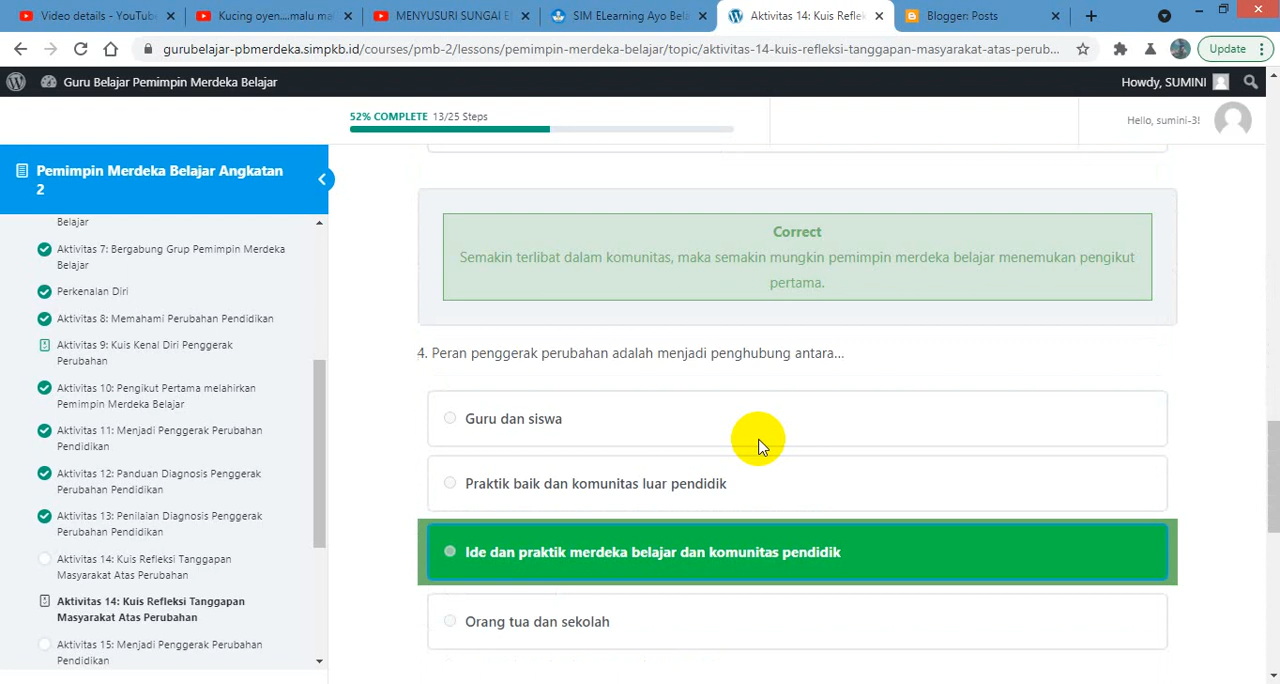 Video details - YouTub
Kucing oyen....malu ma
MENYUSURI SUNGAI B
SIM ELearning Ayo Bela
Aktivitas 14: Kuis Reflek
Blogger: Posts
gurubelajar-pbmerdeka.simpkb.id/courses/pmb-2/lessons/pemimpin-merdeka-belajar/topic/aktivitas-14-kuis-refleksi-tanggapan-masyarakat-atas-perub...
Update
Guru Belajar Pemimpin Merdeka Belajar
Howdy, SUMINI
52% COMPLETE 13/25 Steps
Hello, sumini-3!
Pemimpin Merdeka Belajar Angkatan
2
Belajar
Aktivitas 7: Bergabung Grup Pemimpin Merdeka
Belajar
Perkenalan Diri
Aktivitas 8: Memahami Perubahan Pendidikan
Aktivitas 9: Kuis Kenal Diri Penggerak
Perubahan
Aktivitas 10: Pengikut Pertama melahirkan
Pemimpin Merdeka Belajar
Aktivitas 11: Menjadi Penggerak Perubahan
Pendidikan
Aktivitas 12: Panduan Diagnosis Penggerak
Perubahan Pendidikan
Aktivitas 13: Penilaian Diagnosis Penggerak
Perubahan Pendidikan
Aktivitas 14: Kuis Refleksi Tanggapan
Masyarakat Atas Perubahan
Aktivitas 14: Kuis Refleksi Tanggapan
Masyarakat Atas Perubahan
Aktivitas 15: Menjadi Penggerak Perubahan
Pendidikan
Correct
Semakin terlibat dalam komunitas, maka semakin mungkin pemimpin merdeka belajar menemukan pengikut
pertama.
4. Peran penggerak perubahan adalah menjadi penghubung antara...
Guru dan siswa
Praktik baik dan komunitas luar pendidik
Ide dan praktik merdeka belajar dan komunitas pendidik
Orang tua dan sekolah